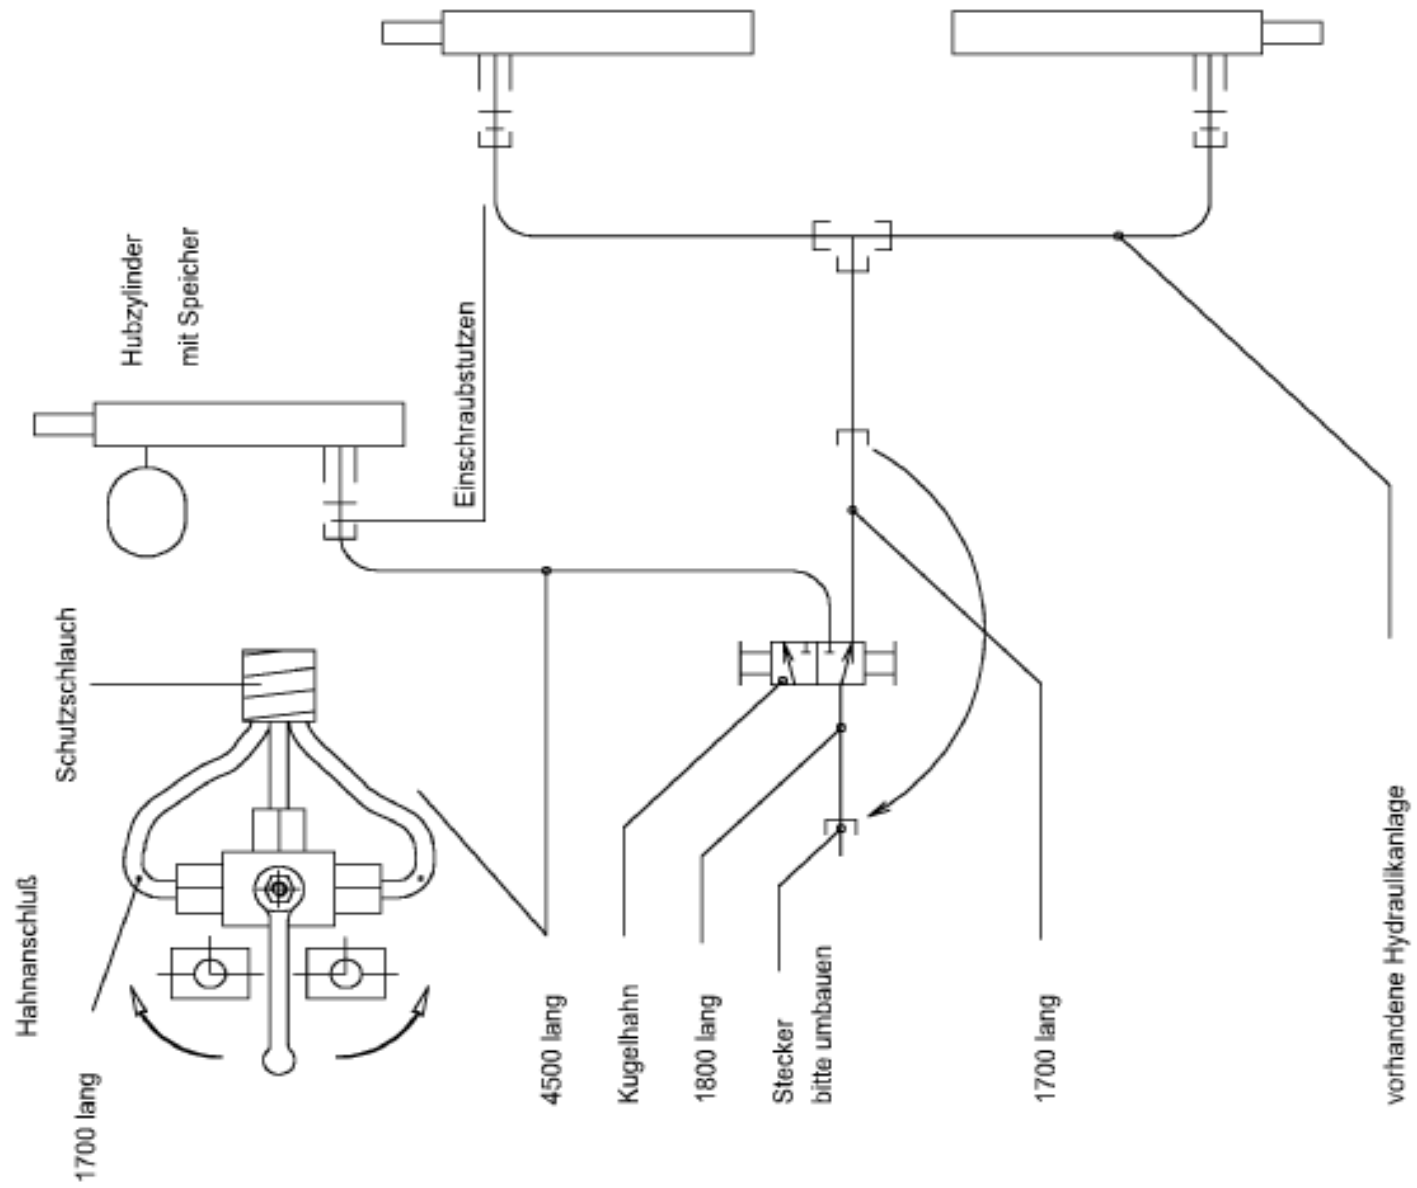 Hahnanschluß
1700 lang
Schutzschlauch
Hubzylinder
mit Speicher
Einschraubstutzen
4500 lang
Kugelhahn
1800 lang
Stecker
bitte umbauen
1700 lang
vorhandene Hydraulikanlage